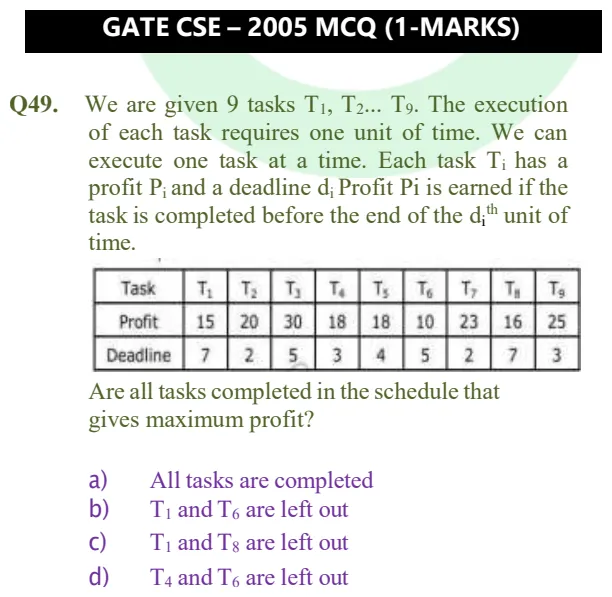 GATE CSE – 2005 MCQ (1-MARKS)
Q49. We are given 9 tasks T₁, T₂... T₉. The execution
of each task requires one unit of time. We can
execute one task at a time. Each task Tᵢ has a
profit Pᵢ and a deadline dᵢ Profit Pi is earned if the
task is completed before the end of the dᵢᵗʰ unit of
time.
Task T₁ T₂ T₃ T₄ T₅ T₆ T₇ T₈ T₉
Profit 15 20 30 18 18 10 23 16 25
Deadline 7 2 5 3 4 5 2 7 3
Are all tasks completed in the schedule that
gives maximum profit?
a) All tasks are completed
b) T₁ and T₆ are left out
c) T₁ and T₈ are left out
d) T₄ and T₆ are left out